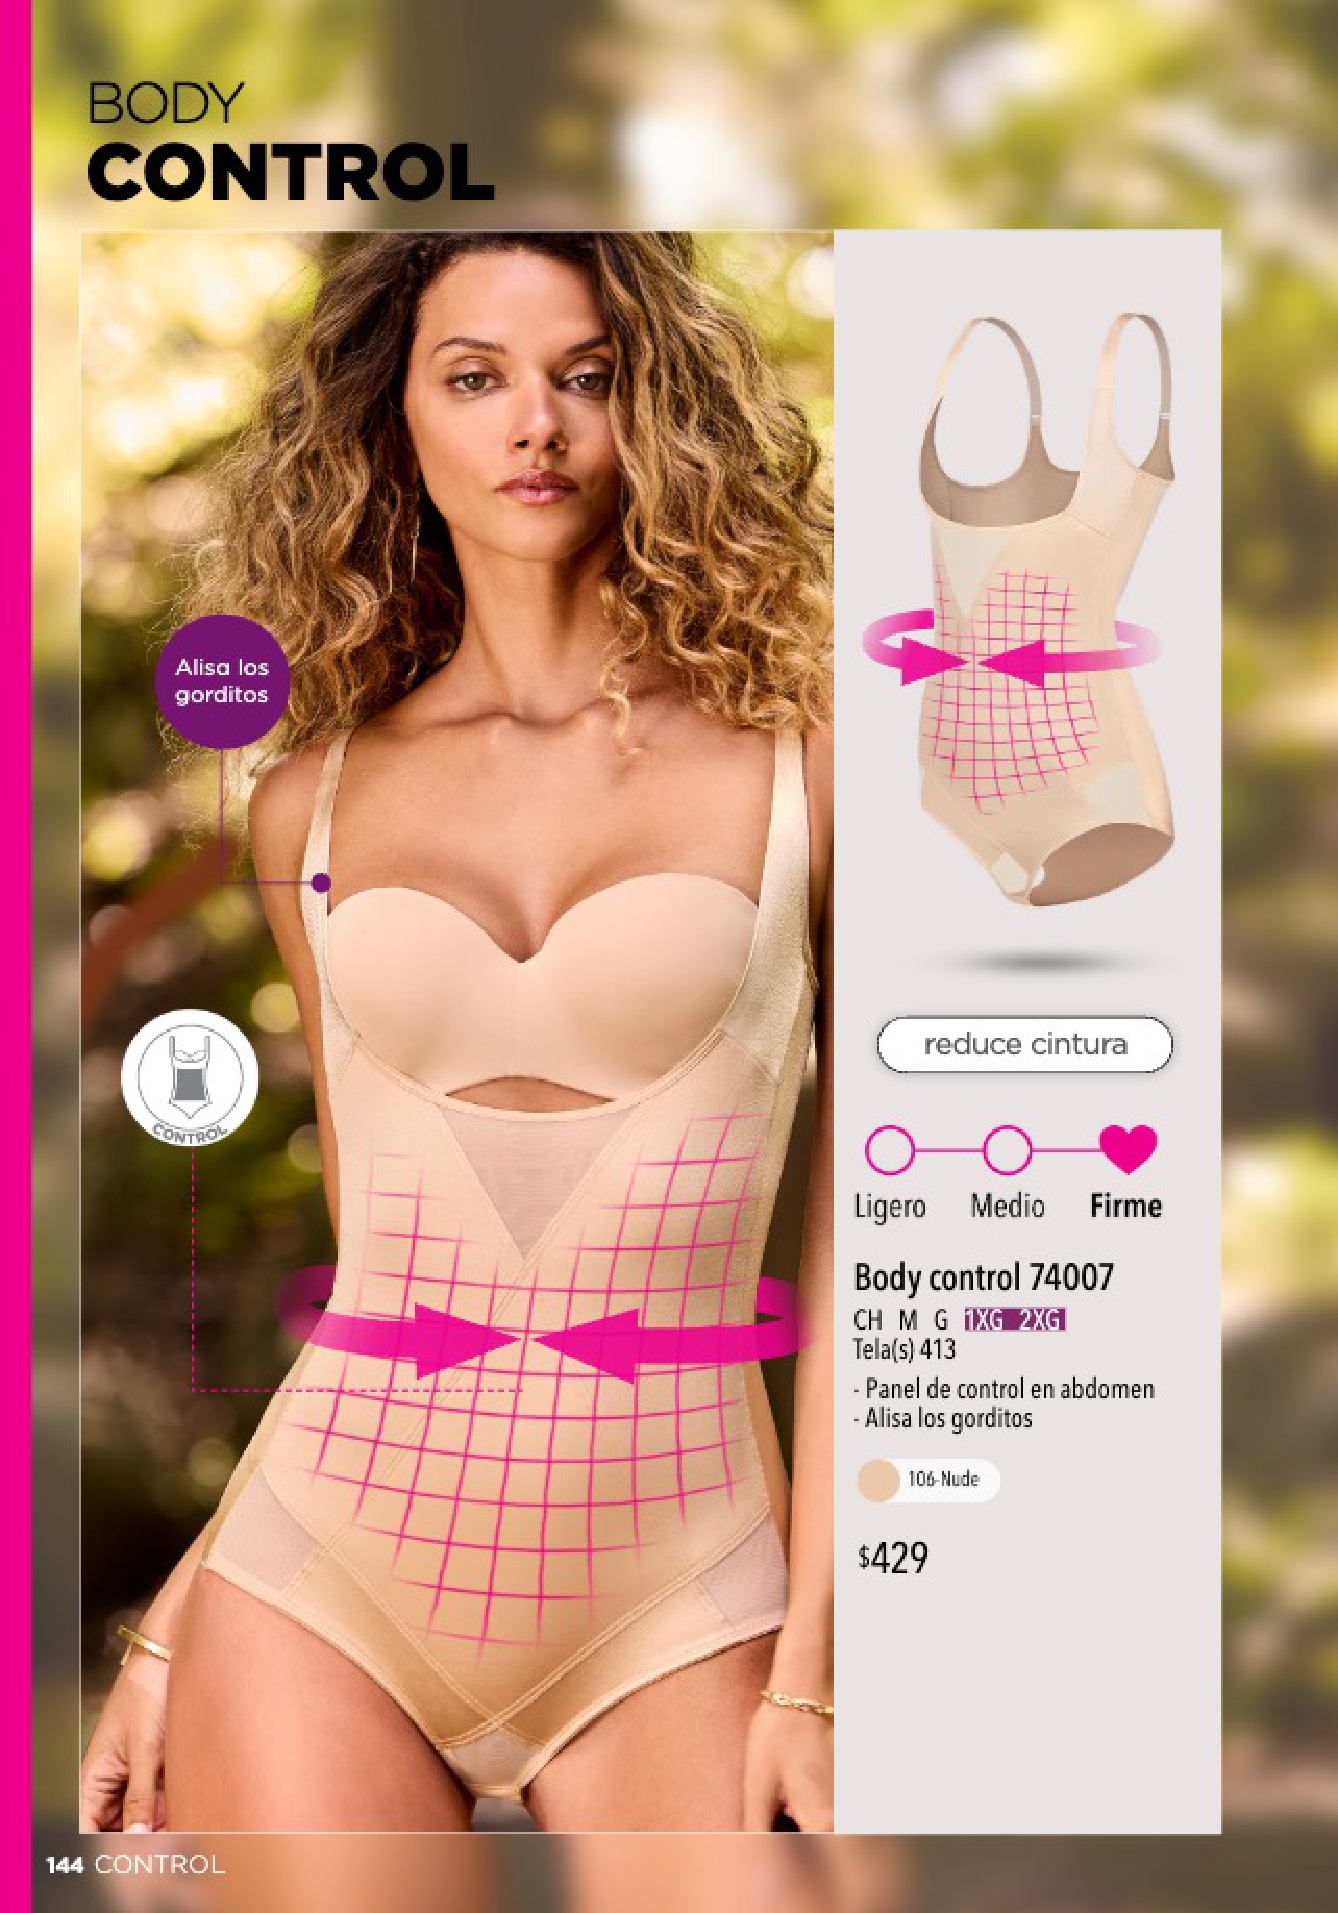 BODY
CONTROL
Alisa los
gorditos
CONTROL
reduce cintura
Ligero Medio Firme
Body control 74007
CH M G 1XG 2XG
Tela(s) 413
- Panel de control en abdomen
- Alisa los gorditos
106-Nude
$429
144 CONTROL